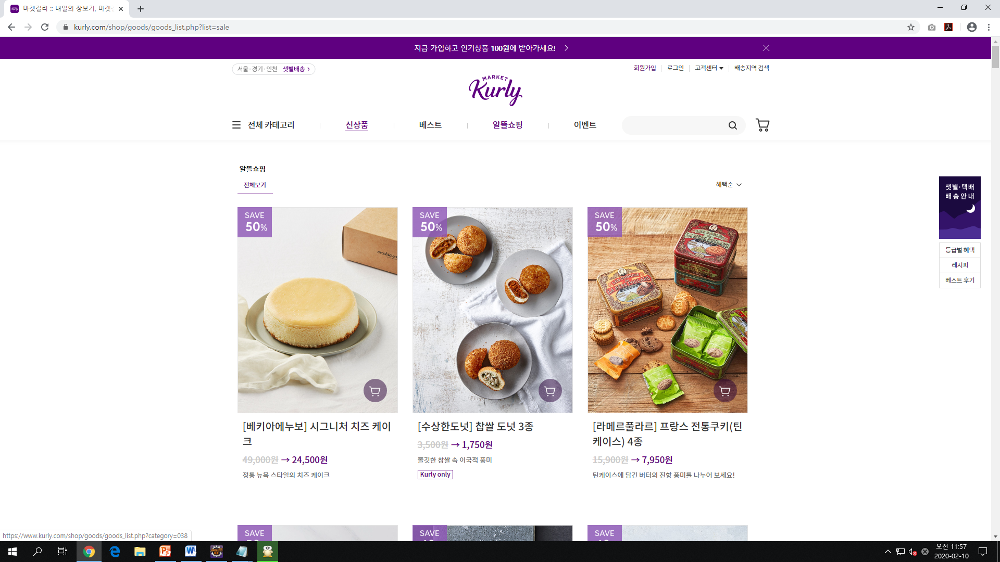 마켓컬리 :: 내일의 장보기, 마켓컬
kurly.com/shop/goods/goods_list.php?list=sale
지금 가입하고 인기상품 100원에 받아가세요!
서울·경기·인천 샛별배송
회원가입 로그인 고객센터 배송지역 검색
MARKET
Kurly
전체 카테고리 신상품 베스트 알뜰쇼핑 이벤트
알뜰쇼핑
전체보기 혜택순
샛별·택배
배송안내
등급별 혜택
레시피
베스트 후기
SAVE
50%
SAVE
50%
SAVE
50%
LES SABLÉS
DE
LA MÈRE POULARD
LES COOKIES
DE
LA MÈRE POULARD
[베키아에누보] 시그니처 치즈 케이
크
49,000원 → 24,500원
정통 뉴욕 스타일의 치즈 케이크
[수상한도넛] 찹쌀 도넛 3종
3,500원 → 1,750원
쫄깃한 찹쌀 속 이국적 풍미
Kurly only
[라메르풀라르] 프랑스 전통쿠키(틴
케이스) 4종
15,900원 → 7,950원
틴케이스에 담긴 버터의 진항 풍미를 나누어 보세요!
SAVE
SAVE
SAVE
https://www.kurly.com/shop/goods/goods_list.php?category=038
오전 11:57
2020-02-10